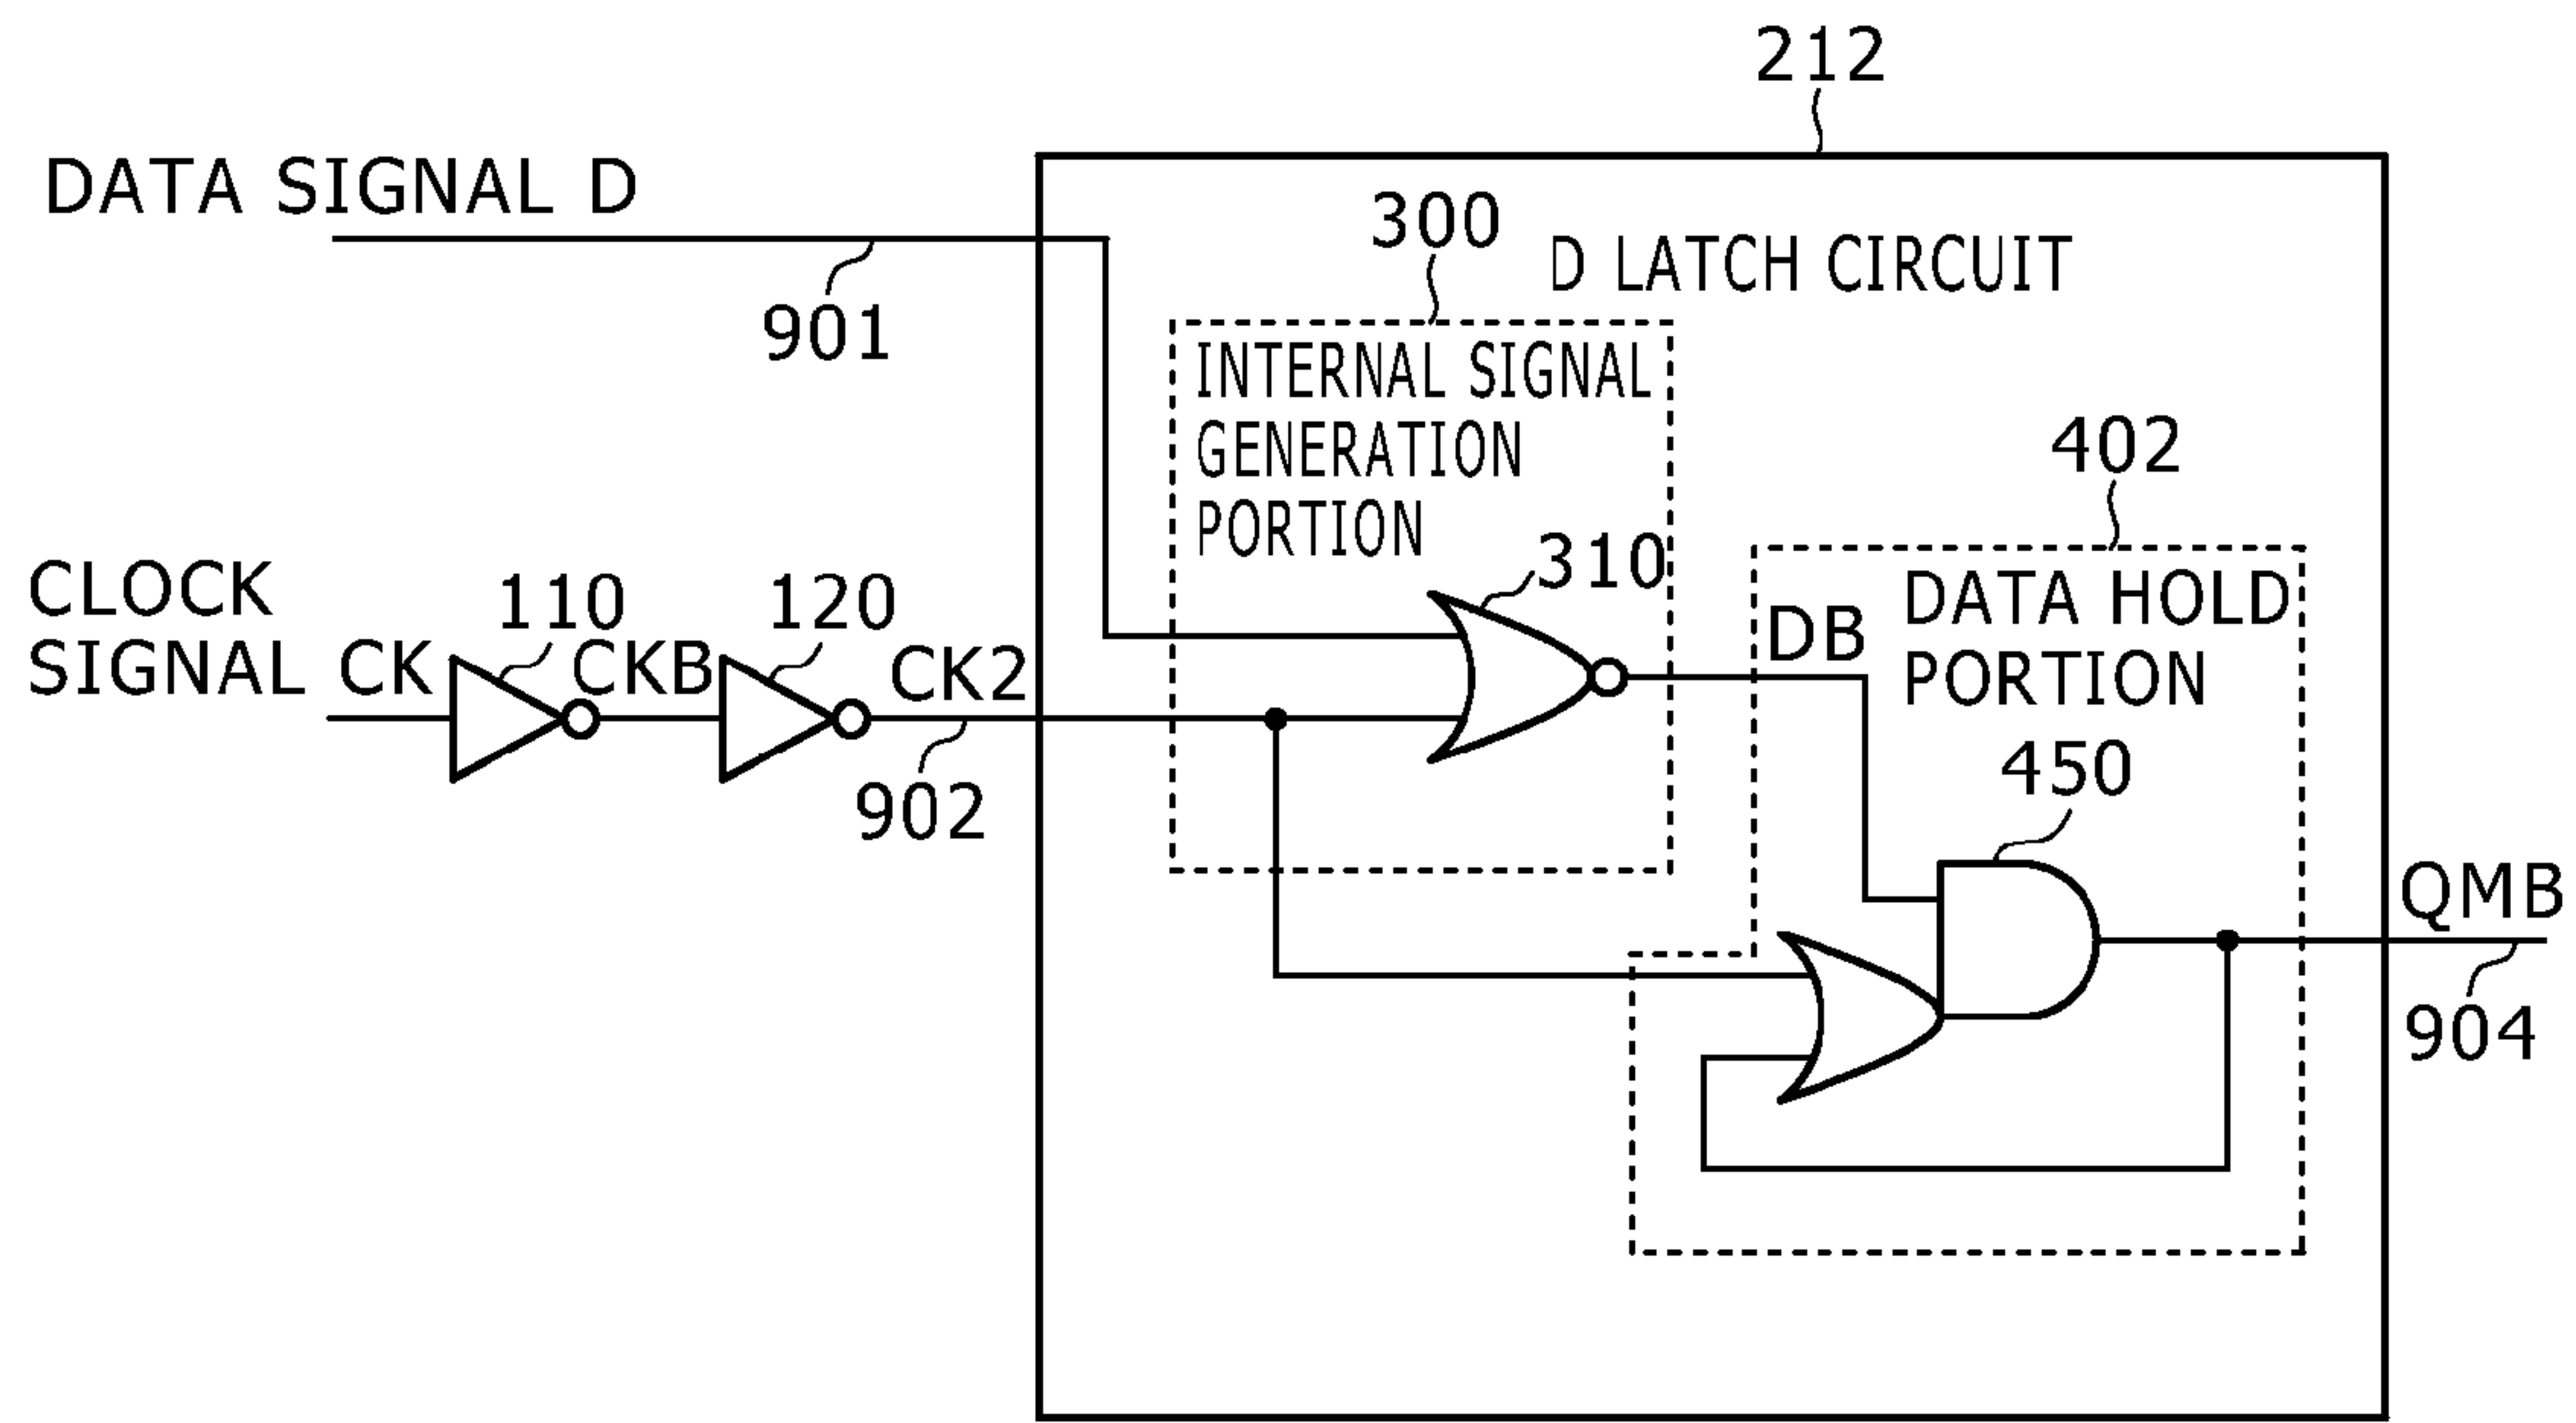 212
DATA SIGNAL D
901
300
D LATCH CIRCUIT
INTERNAL SIGNAL
GENERATION
PORTION
310
402
DATA HOLD
PORTION
DB
CLOCK
SIGNAL CK
110
CKB
120
CK2
902
450
QMB
904